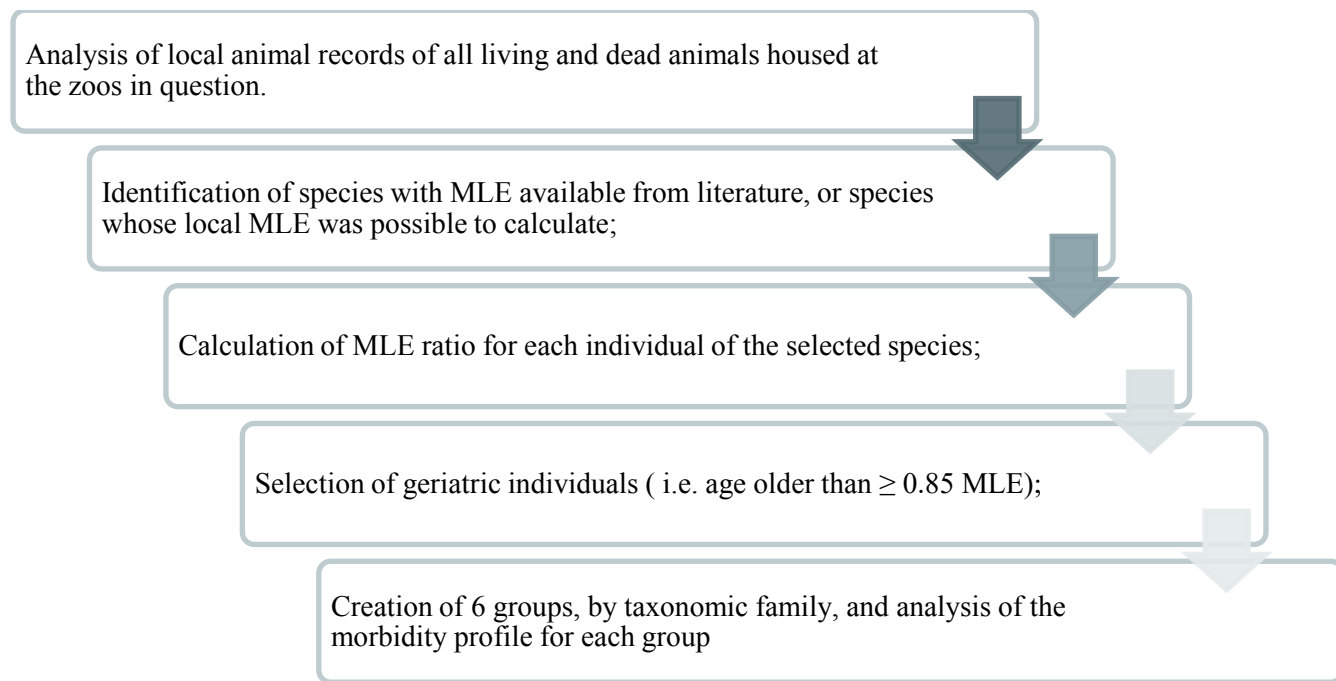 Analysis of local animal records of all living and dead animals housed at
the zoos in question.
Identification of species with MLE available from literature, or species
whose local MLE was possible to calculate;
Calculation of MLE ratio for each individual of the selected species;
Selection of geriatric individuals ( i.e. age older than ≥ 0.85 MLE);
Creation of 6 groups, by taxonomic family, and analysis of the
morbidity profile for each group